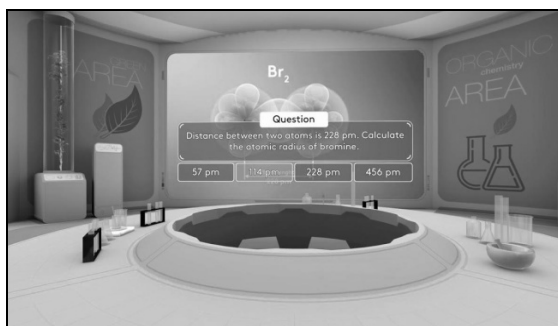 AREA
ORGANIC
chemistry
AREA
Br2
Question
Distance between two atoms is 228 pm. Calculate
the atomic radius of bromine.
57 pm
114 pm
228 pm
456 pm